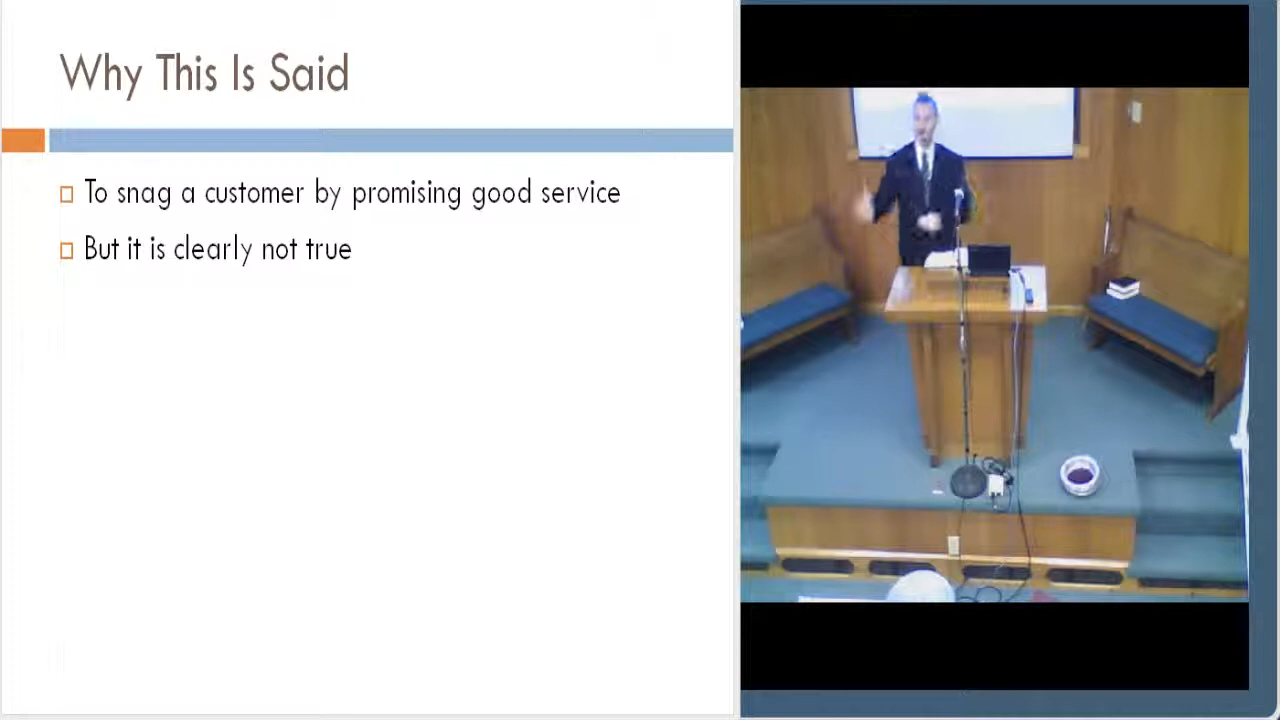 Why This Is Said
To snag a customer by promising good service
But it is clearly not true